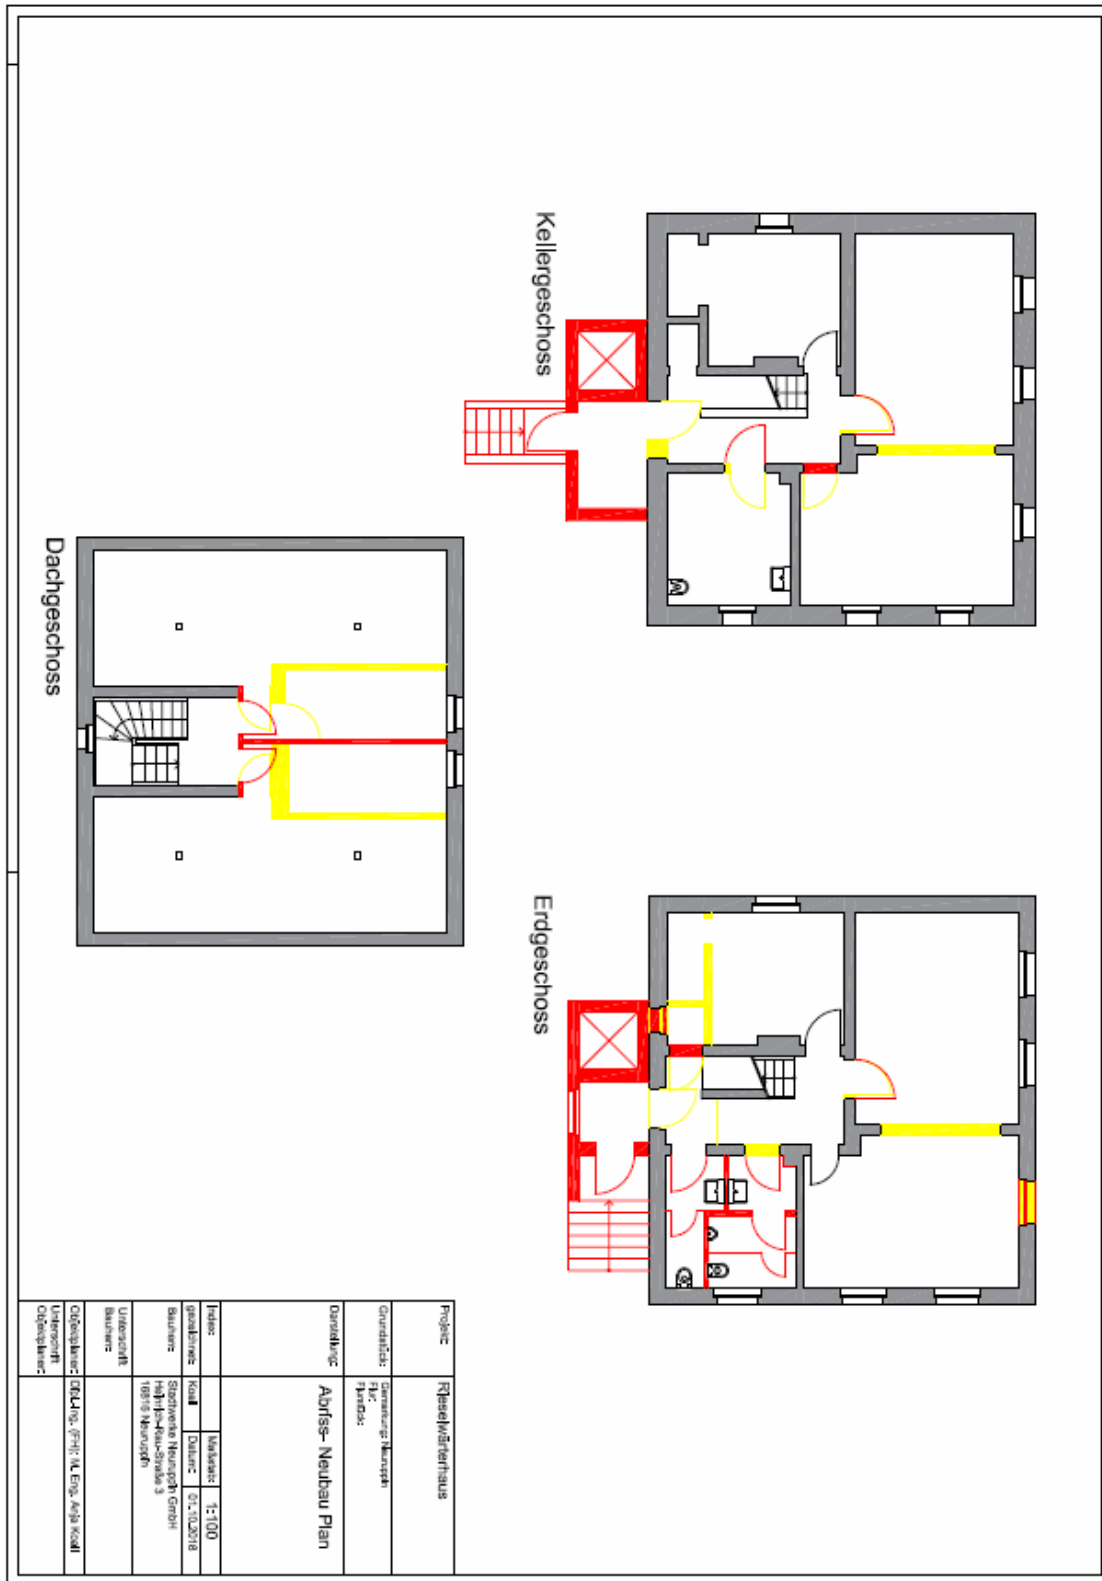 Kellergeschoss
Erdgeschoss
Dachgeschoss
Projekt: Rieselwärterhaus
Grundstück: Gemarkung: Neuruppin
Flur:
Flurstück:
Darstellung: Abriss- Neubau Plan
Index: Maßstab: 1:100
gezeichnet: Koall Datum: 01.10.2018
Bauherr: Stadtwerke Neuruppin GmbH
Heinrich-Rau-Straße 3
16816 Neuruppin
Unterschrift
Bauherr:
Objektplaner: Dipl.-Ing. (FH); M. Eng. Anja Koall
Unterschrift
Objektplaner: